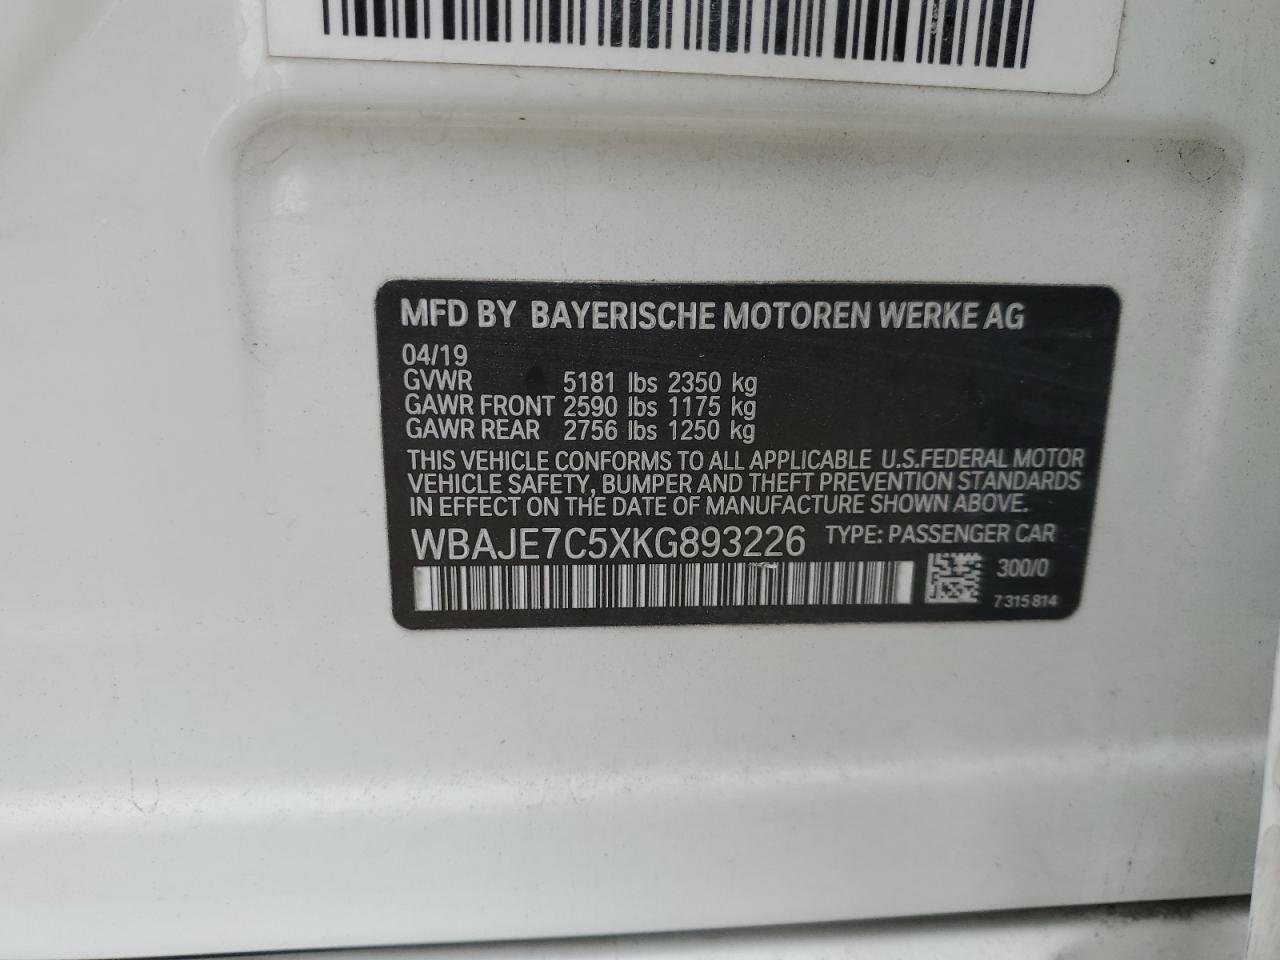 MFD BY BAYERISCHE MOTOREN WERKE AG
04/19
GVWR 5181 lbs 2350 kg
GAWR FRONT 2590 lbs 1175 kg
GAWR REAR 2756 lbs 1250 kg
THIS VEHICLE CONFORMS TO ALL APPLICABLE U.S.FEDERAL MOTOR
VEHICLE SAFETY, BUMPER AND THEFT PREVENTION STANDARDS
IN EFFECT ON THE DATE OF MANUFACTURE SHOWN ABOVE.
WBAJE7C5XKG893226 TYPE: PASSENGER CAR
300/0
7 315 814